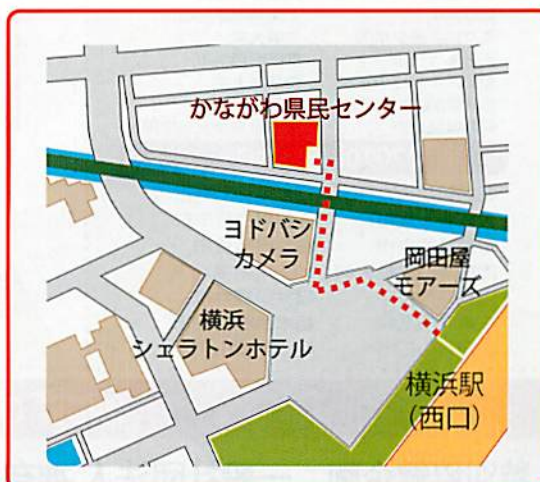 かながわ県民センター
ヨドバシ
カメラ
岡田屋
モアーズ
横浜
シェラトンホテル
横浜駅
（西口）